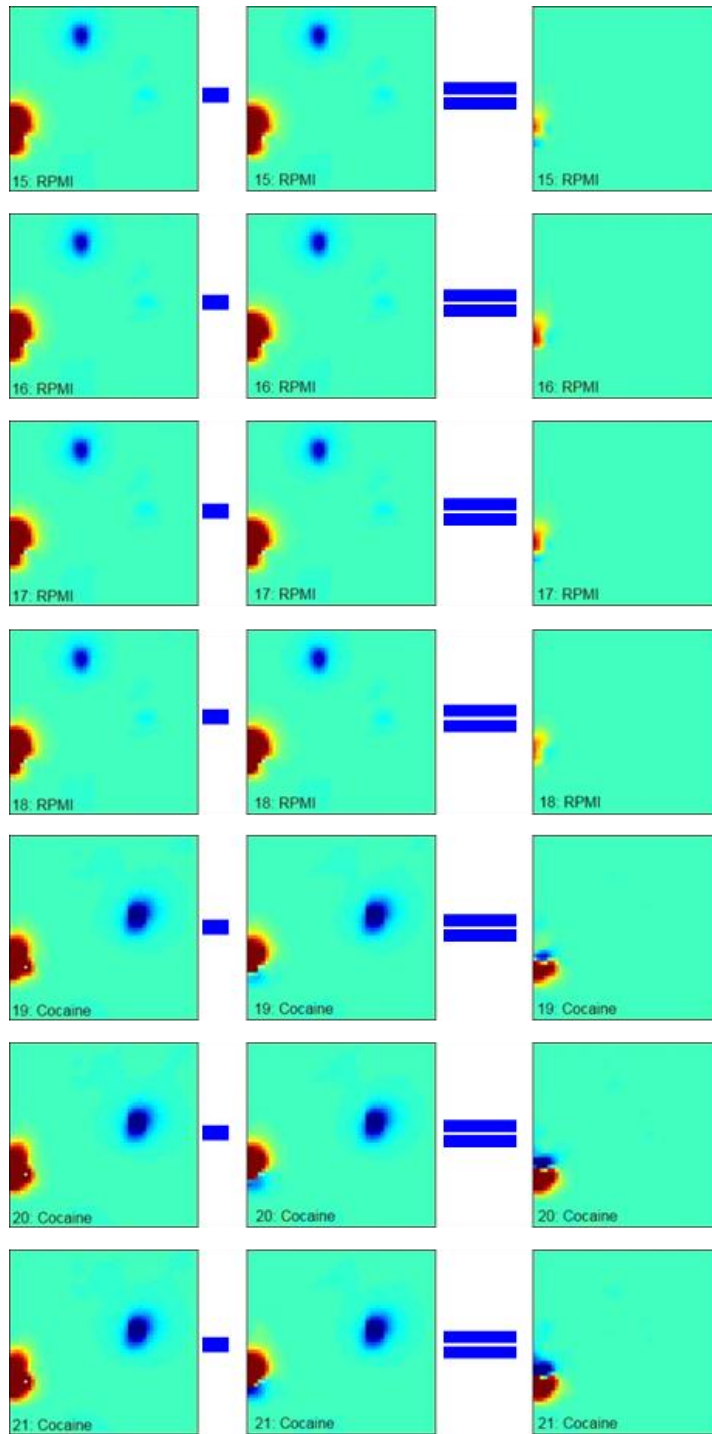 15: RPMI 15: RPMI 15: RPMI
16: RPMI 16: RPMI 16: RPMI
17: RPMI 17: RPMI 17: RPMI
18: RPMI 18: RPMI 18: RPMI
19: Cocaine 19: Cocaine 19: Cocaine
20: Cocaine 20: Cocaine 20: Cocaine
21: Cocaine 21: Cocaine 21: Cocaine